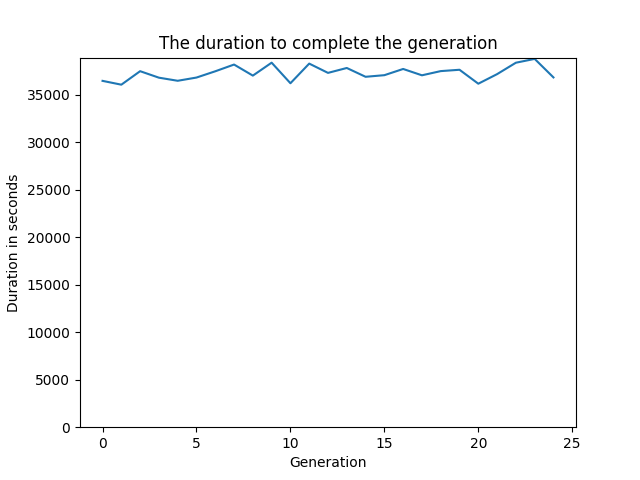 The duration to complete the generation
35000
30000
25000
20000
15000
10000
5000
0
Duration in seconds
0 5 10 15 20 25
Generation